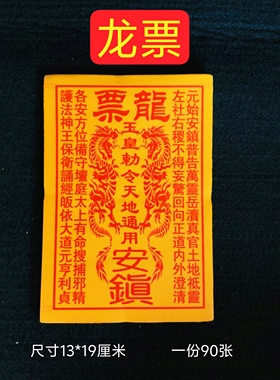 龙票
龍票
元始安鎮普告萬靈岳瀆真官土地祇靈
左社右稷不得妄驚回向正道內外澄清
玉皇勅令天地通用
安鎮
各安方位備守壇庭太上有命搜捕邪精
護法神王保衛誦經皈依大道元亨利貞
尺寸13*19厘米
一份90张